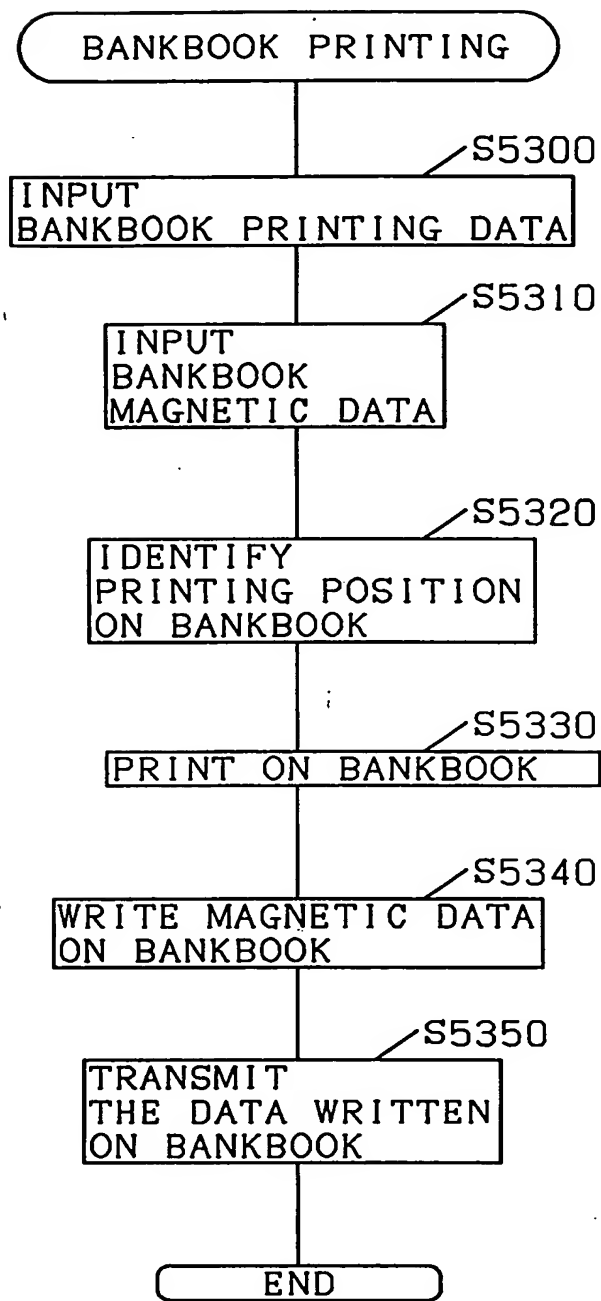 BANKBOOK PRINTING
S5300
INPUT
BANKBOOK PRINTING DATA
S5310
INPUT
BANKBOOK
MAGNETIC DATA
S5320
IDENTIFY
PRINTING POSITION
ON BANKBOOK
S5330
PRINT ON BANKBOOK
S5340
WRITE MAGNETIC DATA
ON BANKBOOK
S5350
TRANSMIT
THE DATA WRITTEN
ON BANKBOOK
END